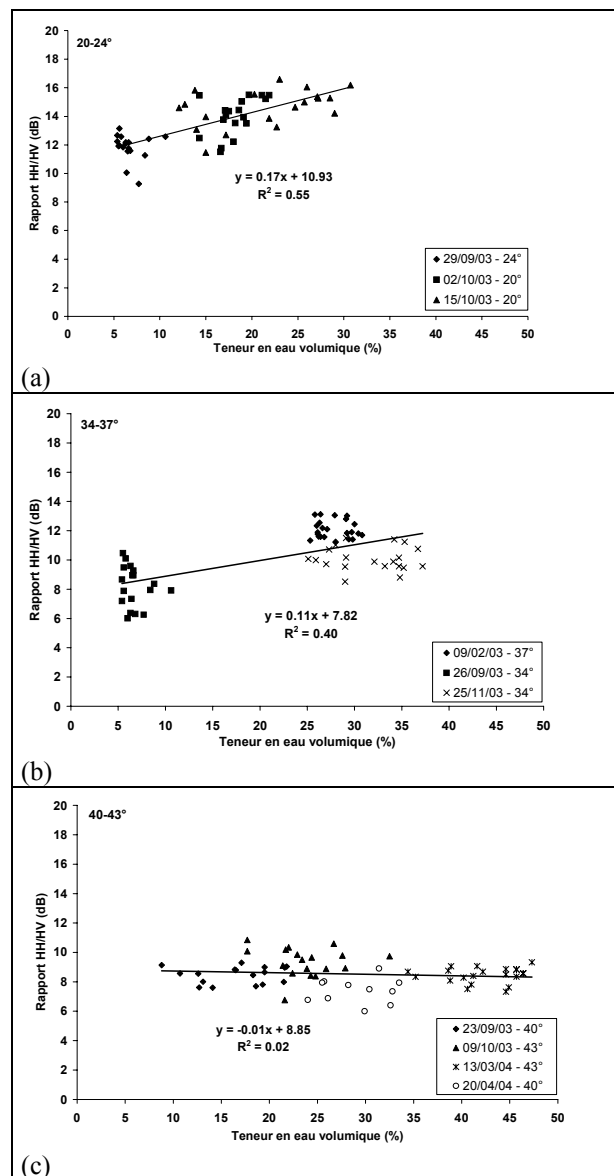 20-24°
Rapport HH/HV (dB)
20
18
16
14
12
10
8
6
4
2
0
y = 0.17x + 10.93
R² = 0.55
29/09/03 - 24°
02/10/03 - 20°
15/10/03 - 20°
0 5 10 15 20 25 30 35 40 45 50
Teneur en eau volumique (%)
(a)
34-37°
Rapport HH/HV (dB)
20
18
16
14
12
10
8
6
4
2
0
y = 0.11x + 7.82
R² = 0.40
09/02/03 - 37°
26/09/03 - 34°
25/11/03 - 34°
0 5 10 15 20 25 30 35 40 45 50
Teneur en eau volumique (%)
(b)
40-43°
Rapport HH/HV (dB)
20
18
16
14
12
10
8
6
4
2
0
y = -0.01x + 8.85
R² = 0.02
23/09/03 - 40°
09/10/03 - 43°
13/03/04 - 43°
20/04/04 - 40°
0 5 10 15 20 25 30 35 40 45 50
Teneur en eau volumique (%)
(c)